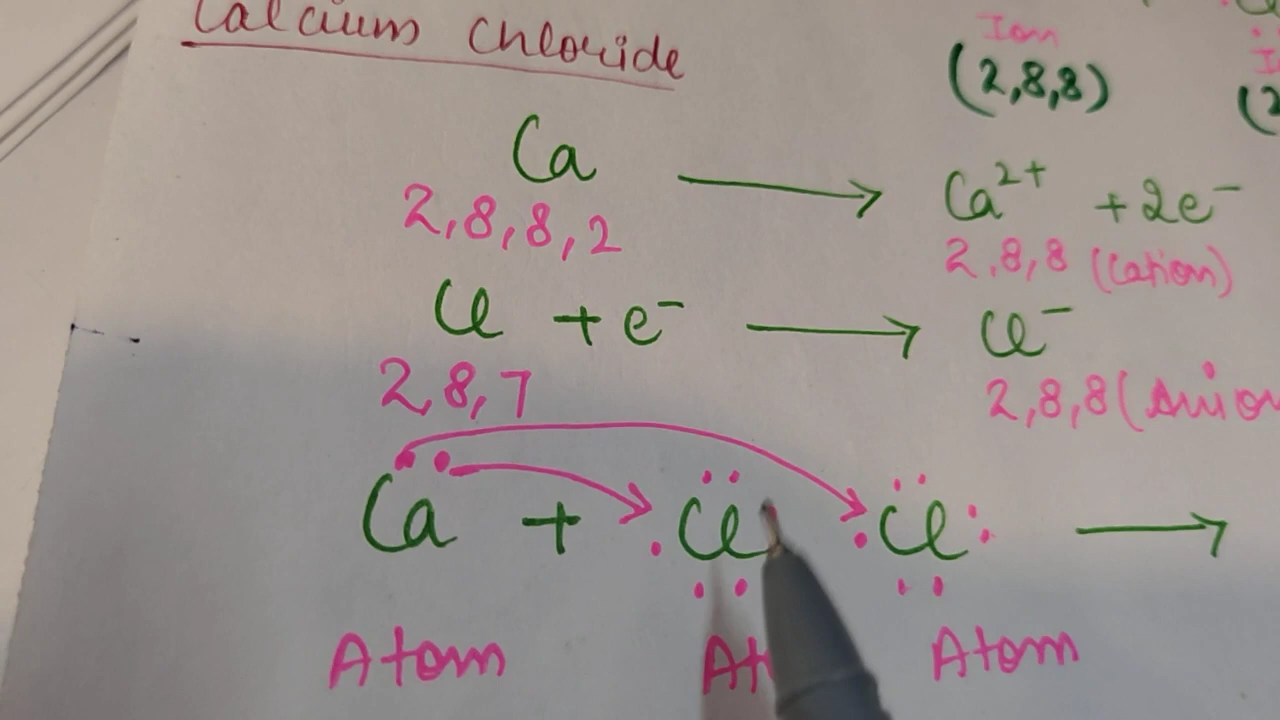 Calcium Chloride
Ion
(2,8,8)
Ca → Ca²⁺ + 2e⁻
2,8,8,2 2,8,8 (Cation)
Cl + e⁻ → Cl⁻
2,8,7 2,8,8 (Anion
Ca + Cl Cl →
Atom At Atom